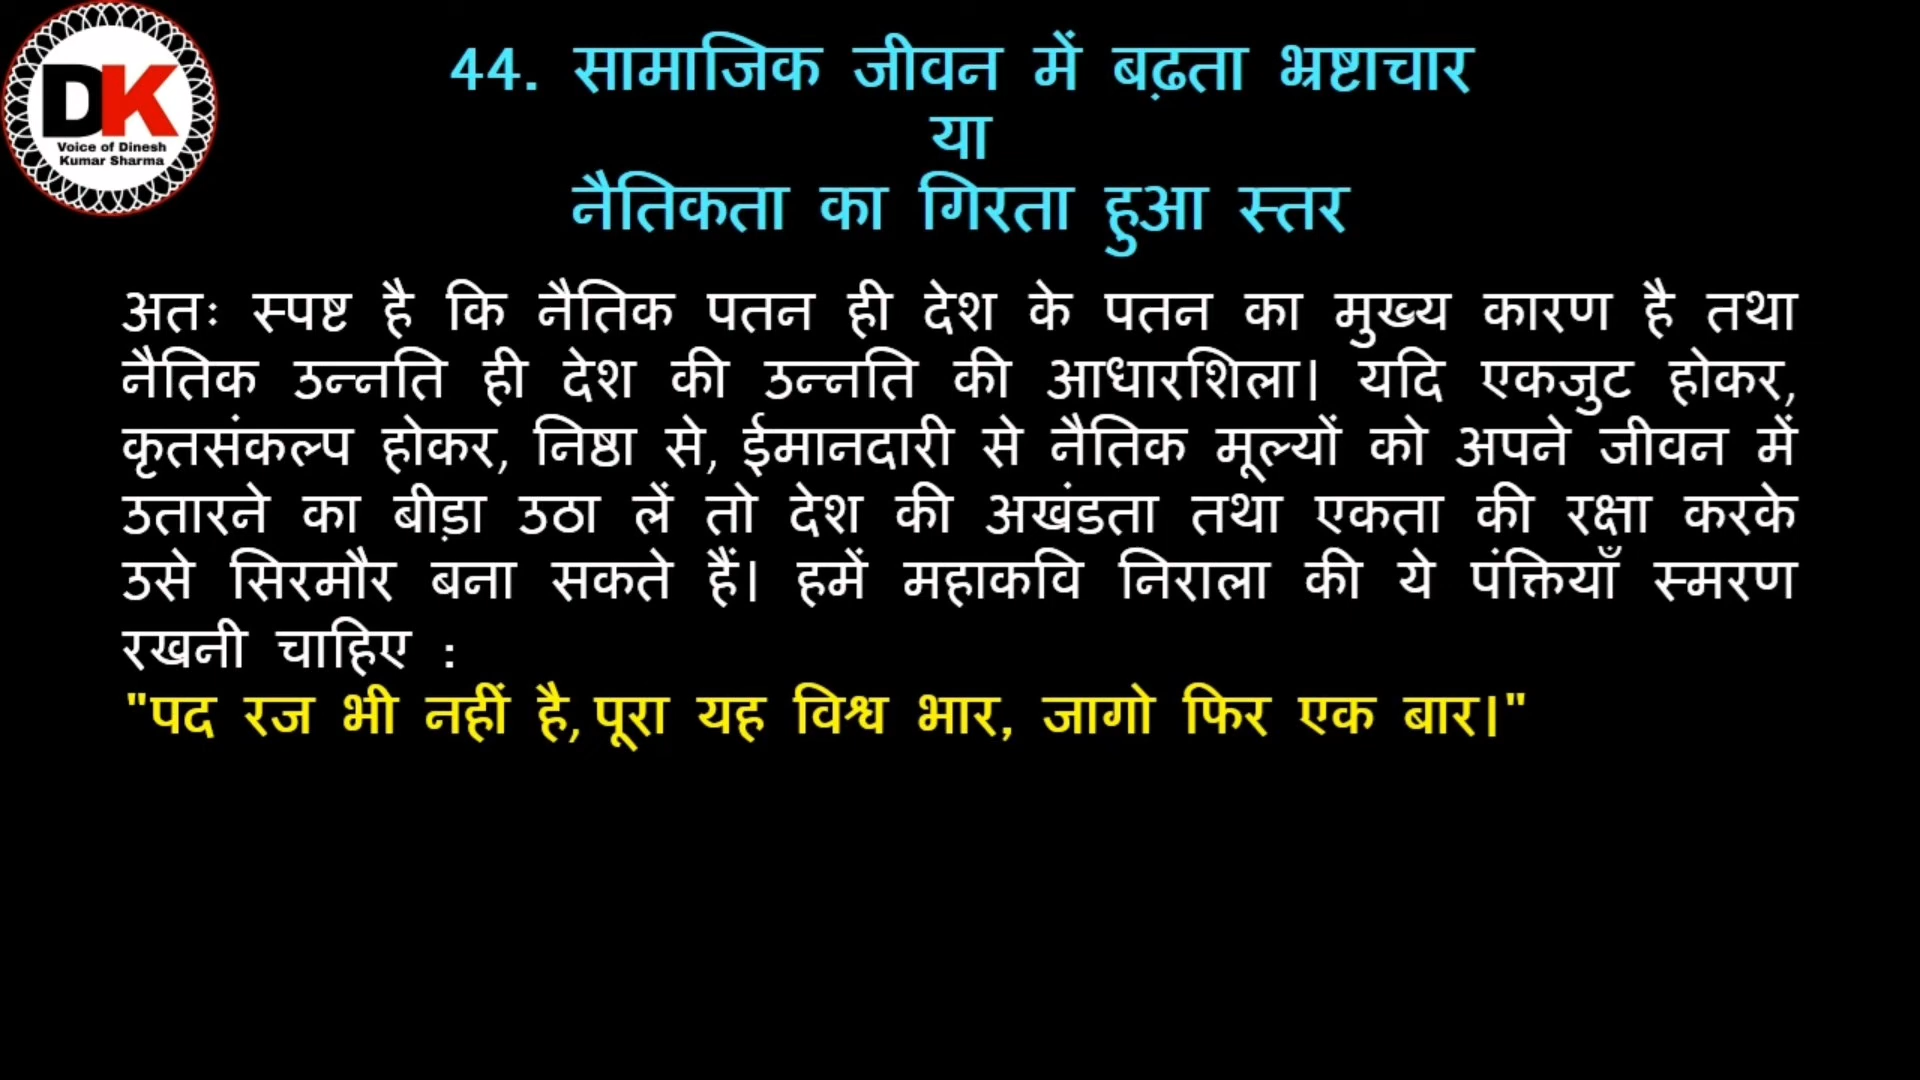 DK
Voice of Dinesh
Kumar Sharma
44. सामाजिक जीवन में बढ़ता भ्रष्टाचार
या
नैतिकता का गिरता हुआ स्तर
अतः स्पष्ट है कि नैतिक पतन ही देश के पतन का मुख्य कारण है तथा
नैतिक उन्नति ही देश की उन्नति की आधारशिला। यदि एकजुट होकर,
कृतसंकल्प होकर, निष्ठा से, ईमानदारी से नैतिक मूल्यों को अपने जीवन में
उतारने का बीड़ा उठा लें तो देश की अखंडता तथा एकता की रक्षा करके
उसे सिरमौर बना सकते हैं। हमें महाकवि निराला की ये पंक्तियाँ स्मरण
रखनी चाहिए :
"पद रज भी नहीं है, पूरा यह विश्व भार, जागो फिर एक बार।"